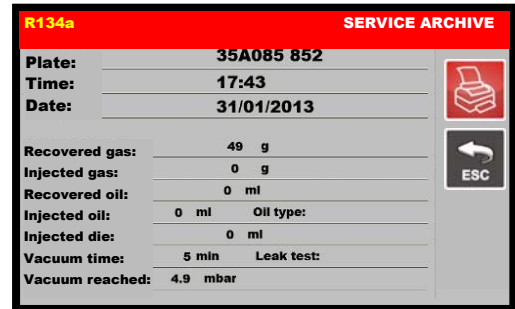 R134a SERVICE ARCHIVE
Plate: 35A085 852
Time: 17:43
Date: 31/01/2013
Recovered gas: 49 g
Injected gas: 0 g
Recovered oil: 0 ml
Injected oil: 0 ml Oil type:
Injected die: 0 ml
Vacuum time: 5 min Leak test:
Vacuum reached: 4.9 mbar
ESC